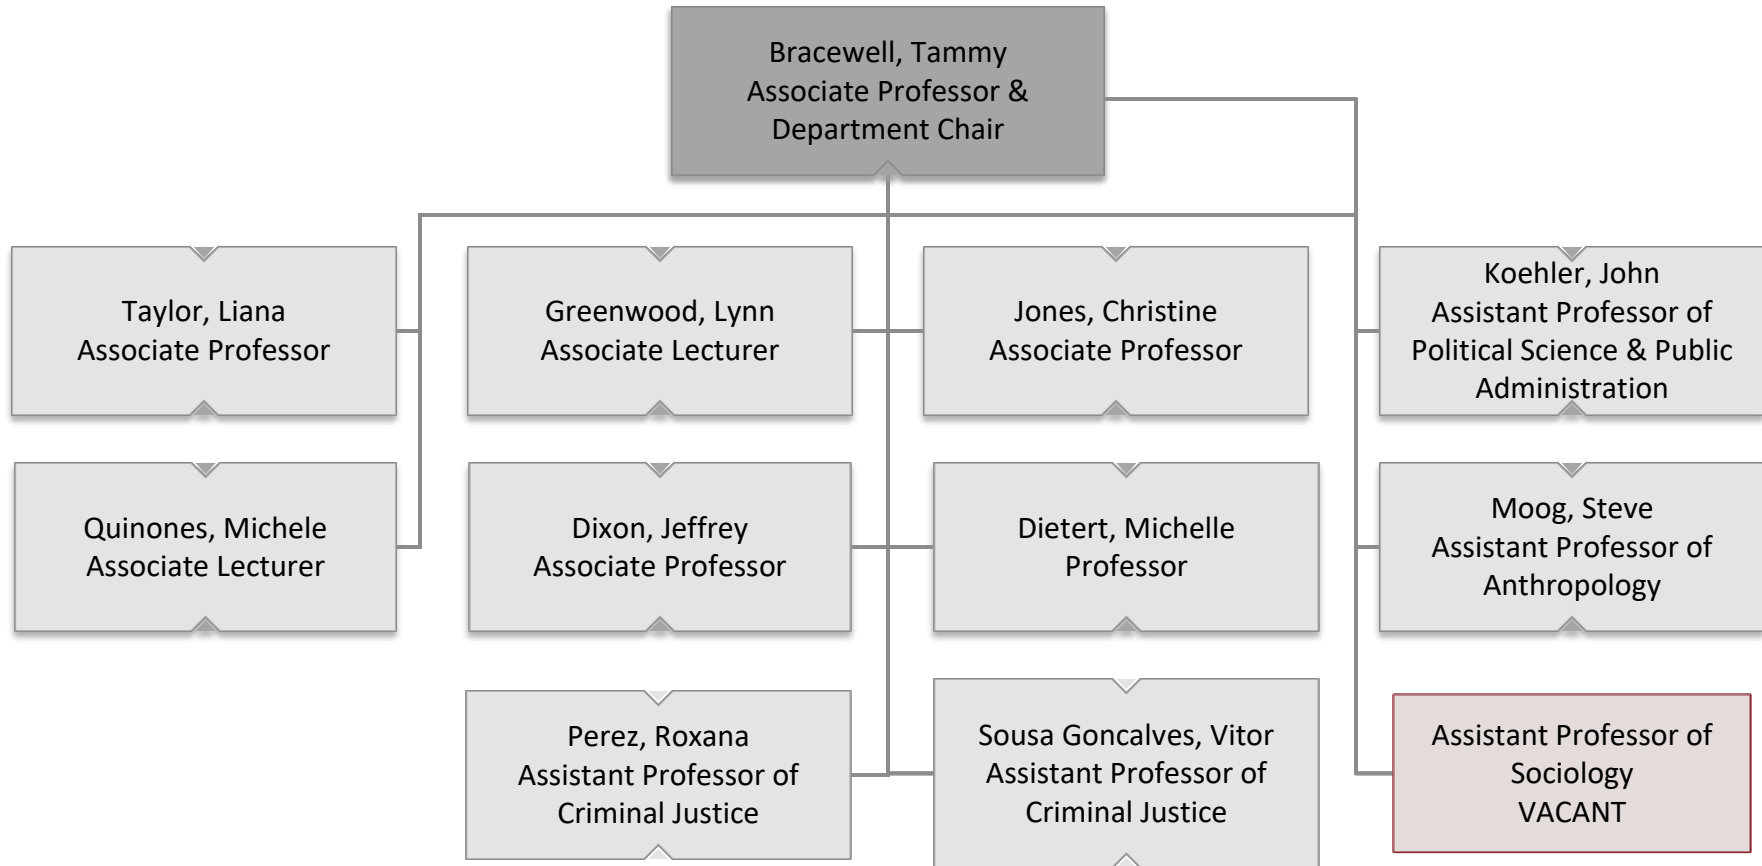 Bracewell, Tammy
Associate Professor &
Department Chair
Taylor, Liana
Associate Professor
Greenwood, Lynn
Associate Lecturer
Jones, Christine
Associate Professor
Koehler, John
Assistant Professor of
Political Science & Public
Administration
Quinones, Michele
Associate Lecturer
Dixon, Jeffrey
Associate Professor
Dietert, Michelle
Professor
Moog, Steve
Assistant Professor of
Anthropology
Perez, Roxana
Assistant Professor of
Criminal Justice
Sousa Goncalves, Vitor
Assistant Professor of
Criminal Justice
Assistant Professor of
Sociology
VACANT